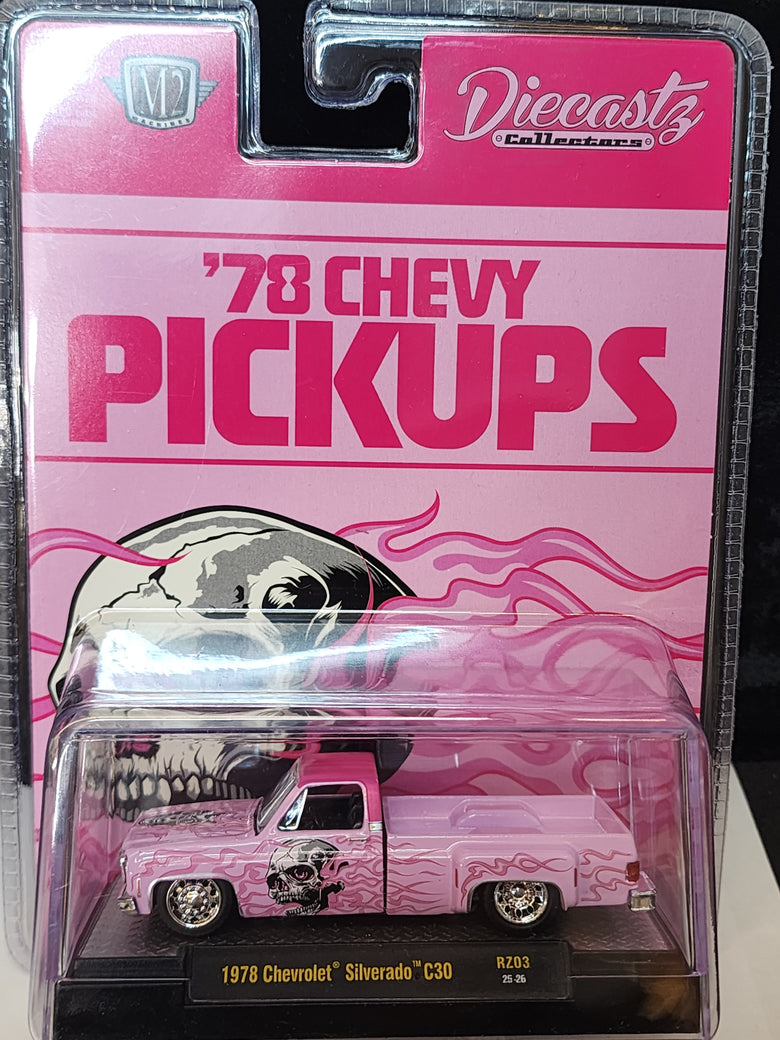 M2
MACHINES
Diecastz
Collectors
'78 CHEVY
PICKUPS
1978 Chevrolet® Silverado™ C30
RZ03
25-26